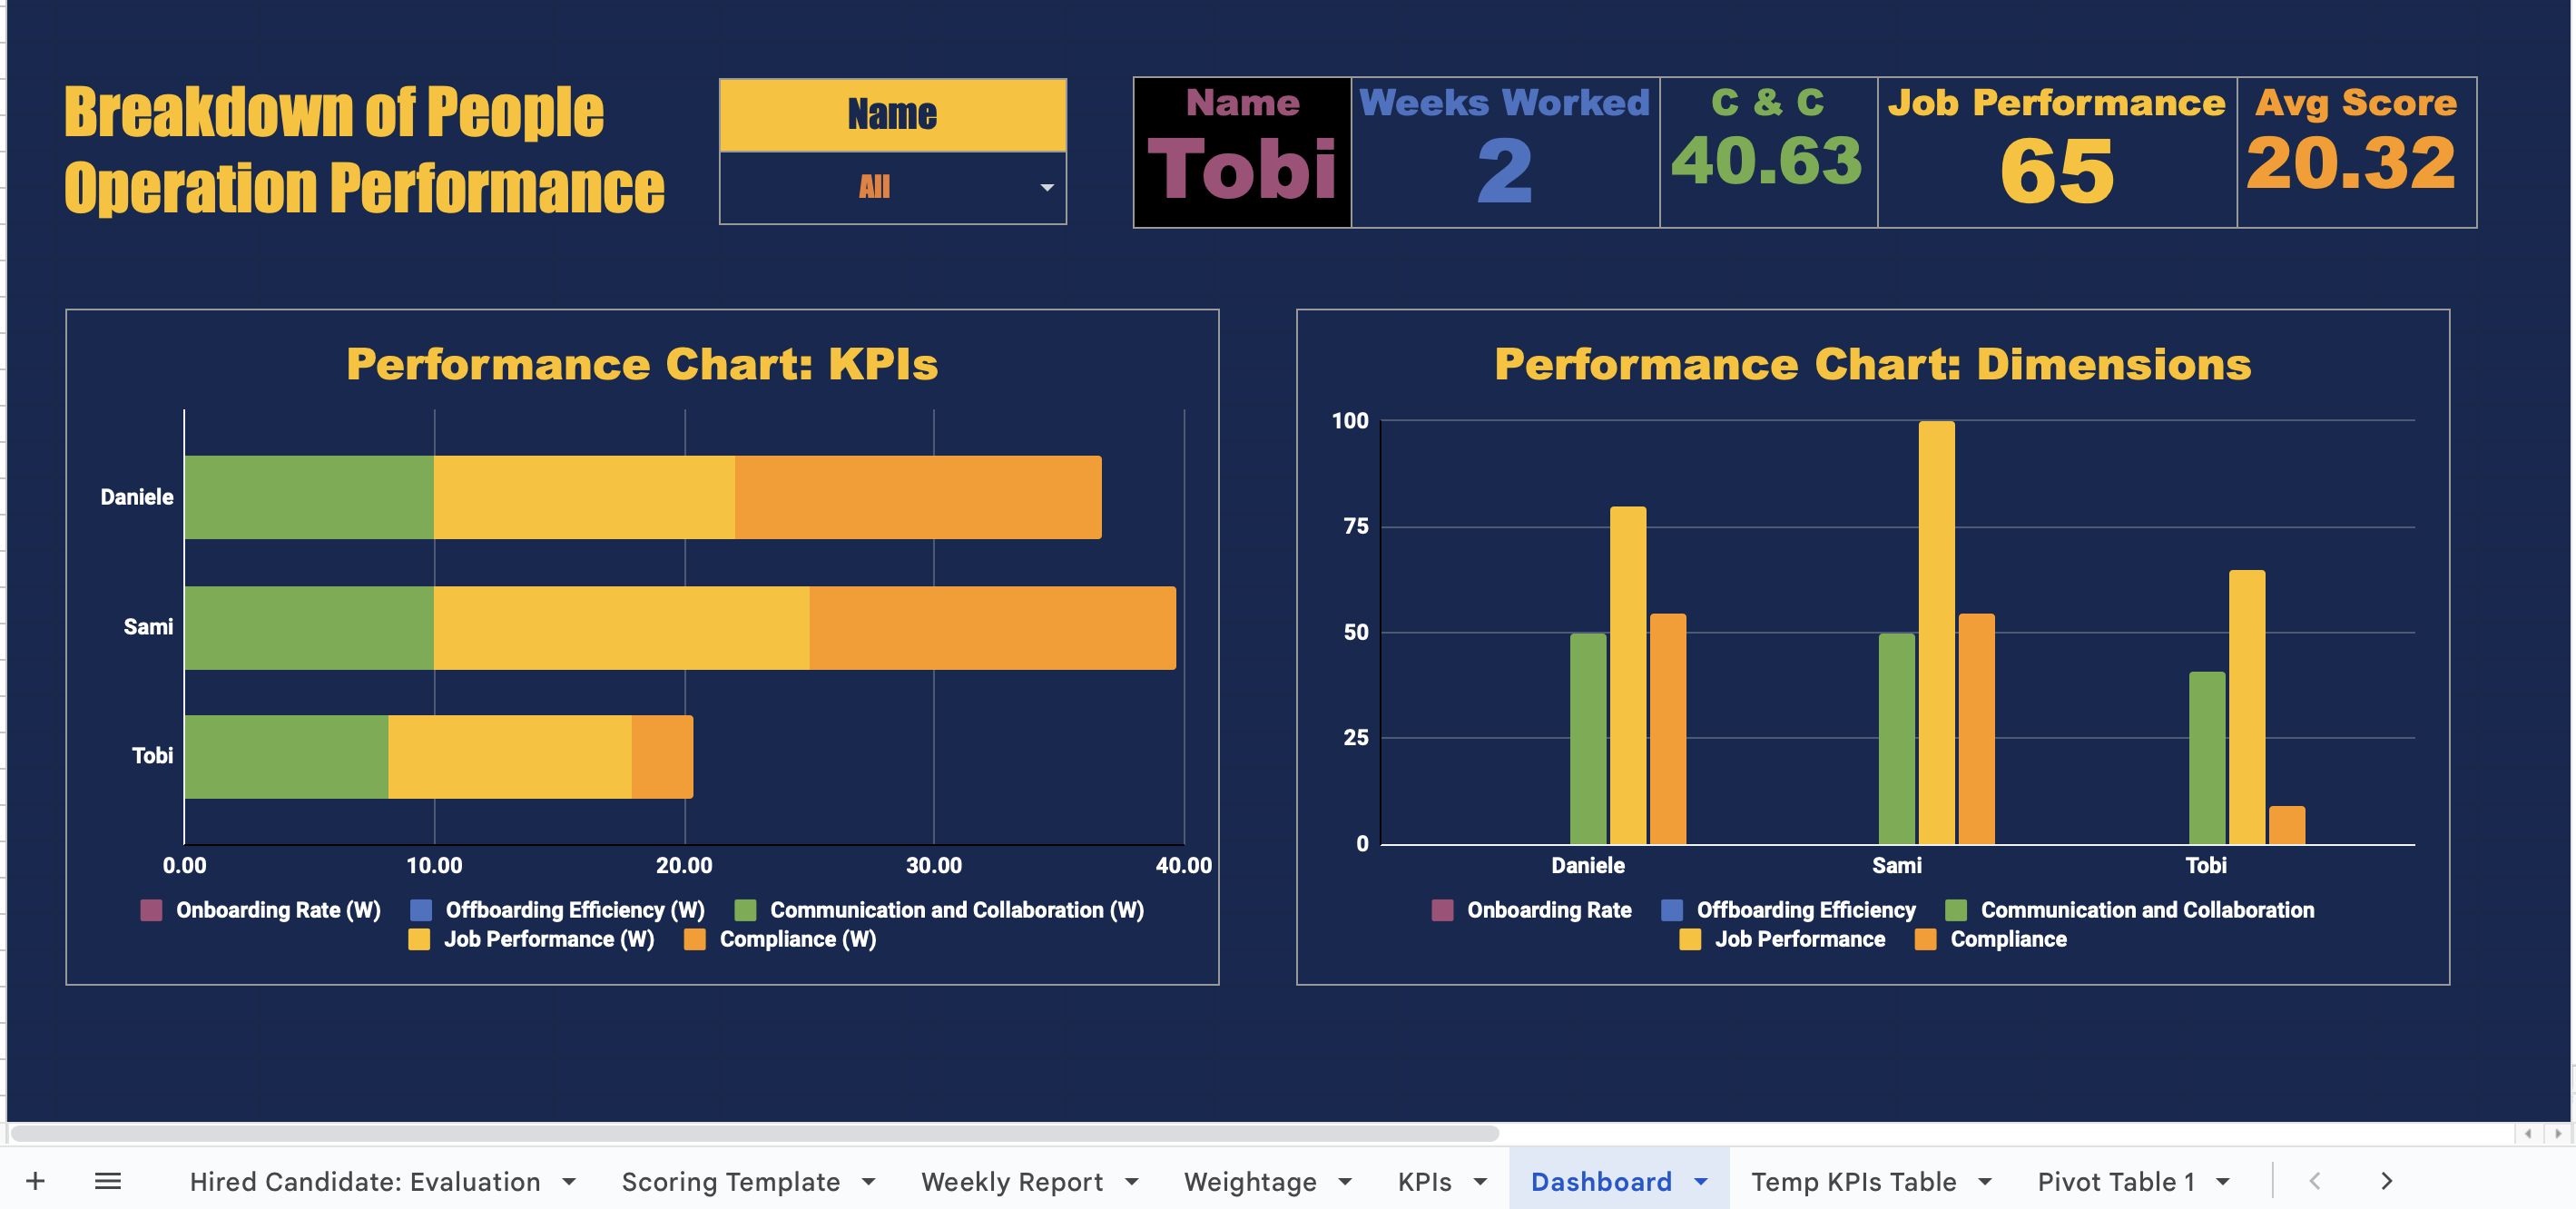 Breakdown of People
Operation Performance
Name
All
Name
Tobi
Weeks Worked
2
C & C
40.63
Job Performance
65
Avg Score
20.32
Performance Chart: KPIs
Daniele
Sami
Tobi
0.00 10.00 20.00 30.00 40.00
Onboarding Rate (W) Offboarding Efficiency (W) Communication and Collaboration (W)
Job Performance (W) Compliance (W)
Performance Chart: Dimensions
100
75
50
25
0
Daniele Sami Tobi
Onboarding Rate Offboarding Efficiency Communication and Collaboration
Job Performance Compliance
Hired Candidate: Evaluation Scoring Template Weekly Report Weightage KPIs Dashboard Temp KPIs Table Pivot Table 1